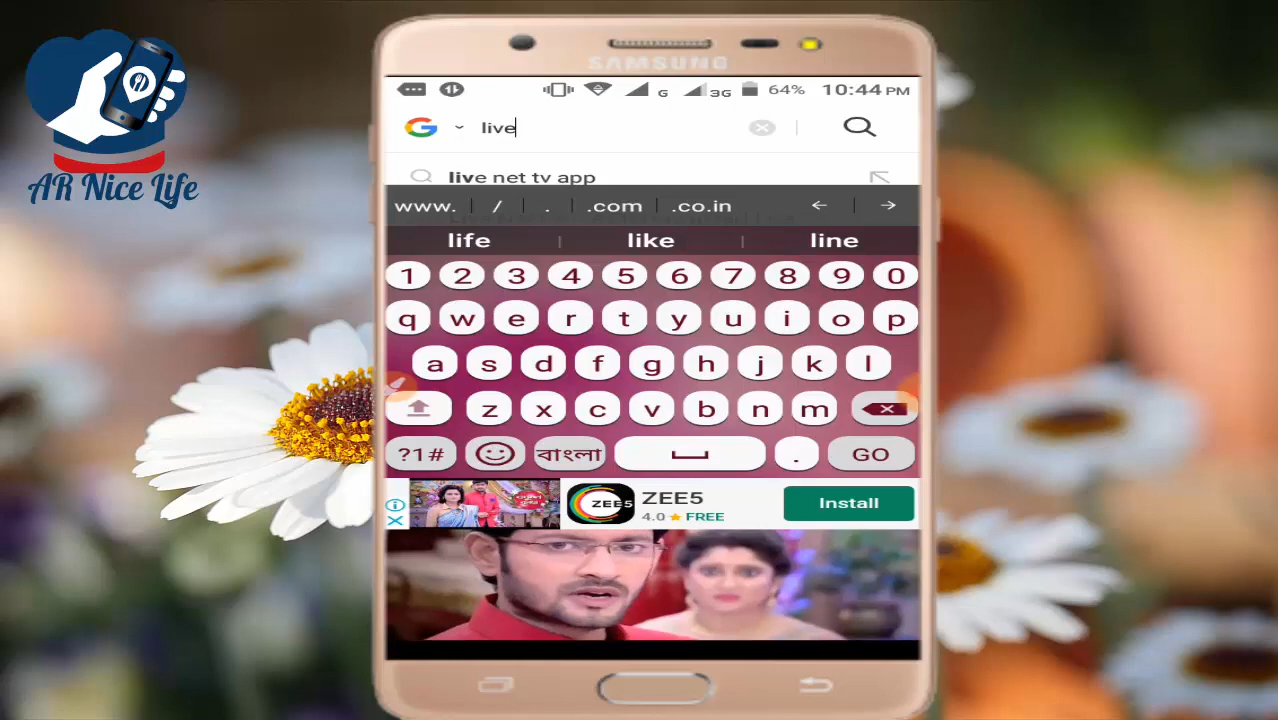 AR Nice Life
SAMSUNG
G 3G 64% 10:44 PM
live
live net tv app
www. / . .com .co.in
life like line
1 2 3 4 5 6 7 8 9 0
q w e r t y u i o p
a s d f g h j k l
z x c v b n m
?1# বাংলা . GO
ZEE5
ZEE5
4.0 FREE
Install